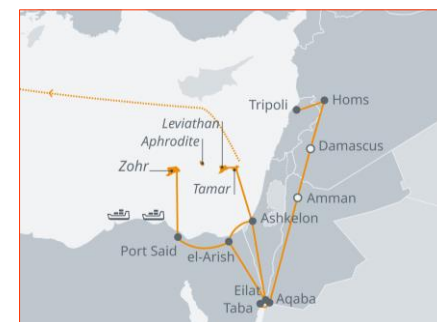 Tripoli
Homs
Leviathan
Aphrodite
Damascus
Zohr
Tamar
Amman
Ashkelon
Port Said
el-Arish
Eilat
Aqaba
Taba